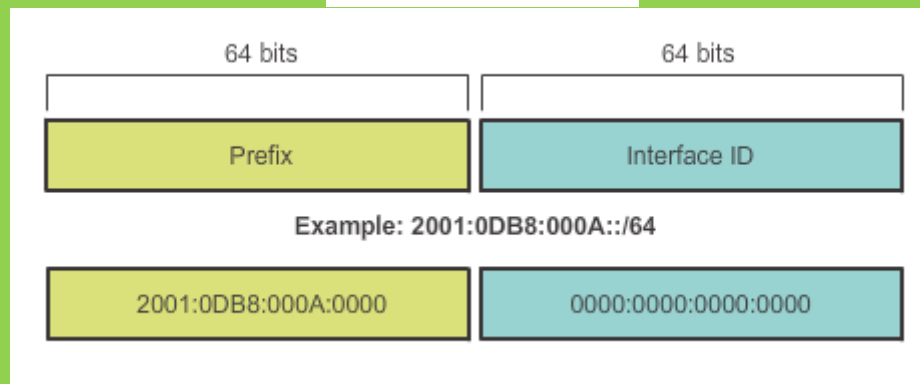 64 bits 64 bits
Prefix Interface ID
Example: 2001:0DB8:000A::/64
2001:0DB8:000A:0000 0000:0000:0000:0000